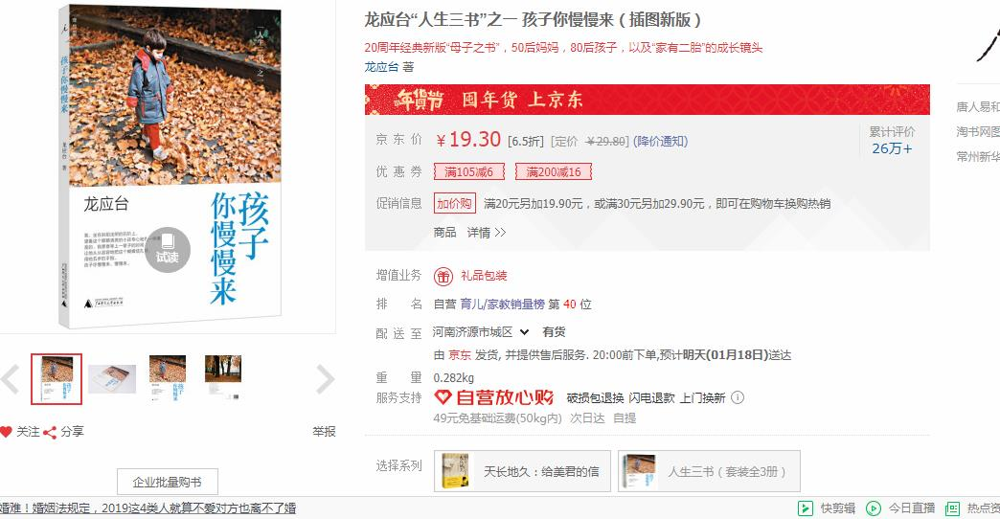 龙应台“人生三书”之一 孩子你慢慢来（插图新版）
20周年经典新版“母子之书”，50后妈妈，80后孩子，以及“家有二胎”的成长镜头
龙应台 著
年货节 囤年货 上京东
京东价 ￥19.30 [6.5折] [定价 ￥29.80] (降价通知)
累计评价
26万+
优惠券 满105减6 满200减16
促销信息 加价购 满20元另加19.90元，或满30元另加29.90元，即可在购物车换购热销
商品 详情 >>
增值业务 礼品包装
排名 自营 育儿/家教销量榜 第 40 位
配送至 河南济源市城区 有货
由 京东 发货, 并提供售后服务. 20:00前下单,预计明天(01月18日)送达
重量 0.282kg
服务支持 自营放心购 破损包退换 闪电退款 上门换新
49元免基础运费(50kg内) 次日达 自提
选择系列 天长地久：给美君的信 人生三书（套装全3册）
唐人易和
淘书网图
常州新华
人生三书之一
孩子你慢慢来
龙应台 著
龙应台
孩子
你慢慢来
试读
关注 分享 举报
企业批量购书
婚难！婚姻法规定，2019这4类人就算不爱对方也离不了婚
快剪辑 今日直播 热点资